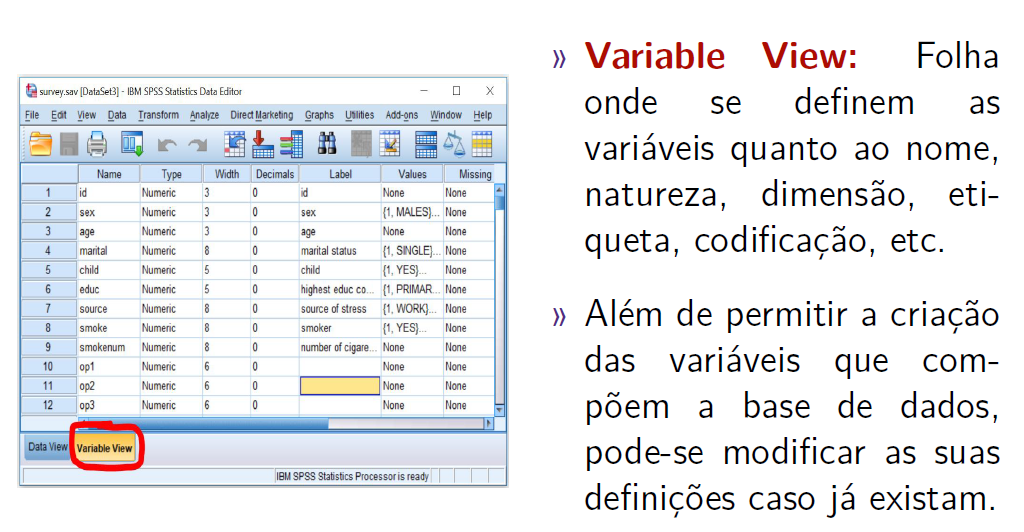 survey.sav [DataSet3] - IBM SPSS Statistics Data Editor
File Edit View Data Transform Analyze Direct Marketing Graphs Utilities Add-ons Window Help
Name Type Width Decimals Label Values Missing
1 id Numeric 3 0 id None None
2 sex Numeric 3 0 sex {1, MALES}... None
3 age Numeric 3 0 age None None
4 marital Numeric 8 0 marital status {1, SINGLE}... None
5 child Numeric 5 0 child {1, YES}... None
6 educ Numeric 5 0 highest educ co... {1, PRIMAR... None
7 source Numeric 8 0 source of stress {1, WORK}... None
8 smoke Numeric 8 0 smoker {1, YES}... None
9 smokenum Numeric 8 0 number of cigare... None None
10 op1 Numeric 6 0 None None
11 op2 Numeric 6 0 None None
12 op3 Numeric 6 0 None None
Data View Variable View
IBM SPSS Statistics Processor is ready
» Variable View: Folha
onde se definem as
variáveis quanto ao nome,
natureza, dimensão, eti-
queta, codificação, etc.
» Além de permitir a criação
das variáveis que com-
põem a base de dados,
pode-se modificar as suas
definições caso já existam.